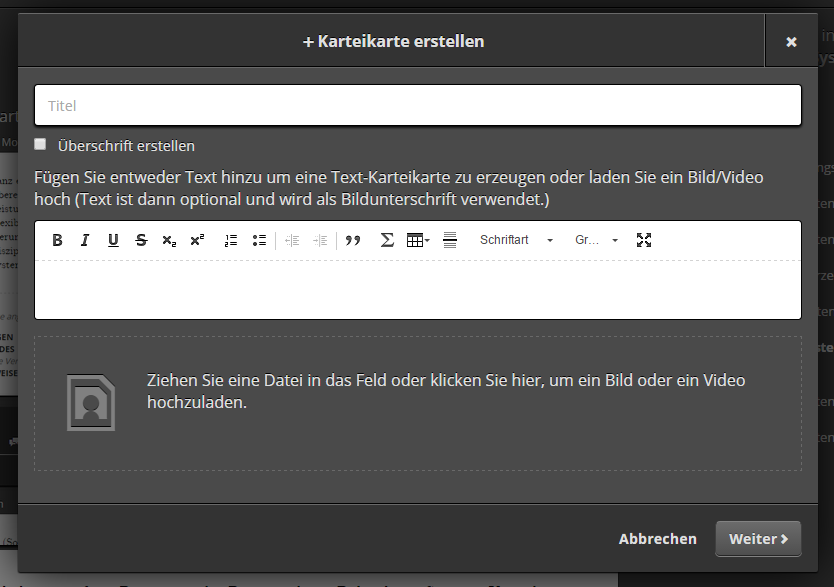 + Karteikarte erstellen
Titel
Überschrift erstellen
Fügen Sie entweder Text hinzu um eine Text-Karteikarte zu erzeugen oder laden Sie ein Bild/Video
hoch (Text ist dann optional und wird als Bildunterschrift verwendet.)
B I U S x₂ x² Σ Schriftart Gr...
Ziehen Sie eine Datei in das Feld oder klicken Sie hier, um ein Bild oder ein Video
hochzuladen.
Abbrechen Weiter